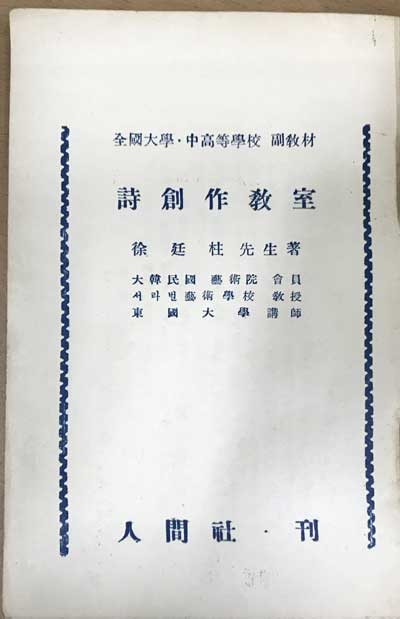 全國大學·中高等學校 副敎材
詩創作敎室
徐廷柱先生著
大韓民國 藝術院 會員
서라벌藝術學校 敎授
東國大學講師
人間社·刊